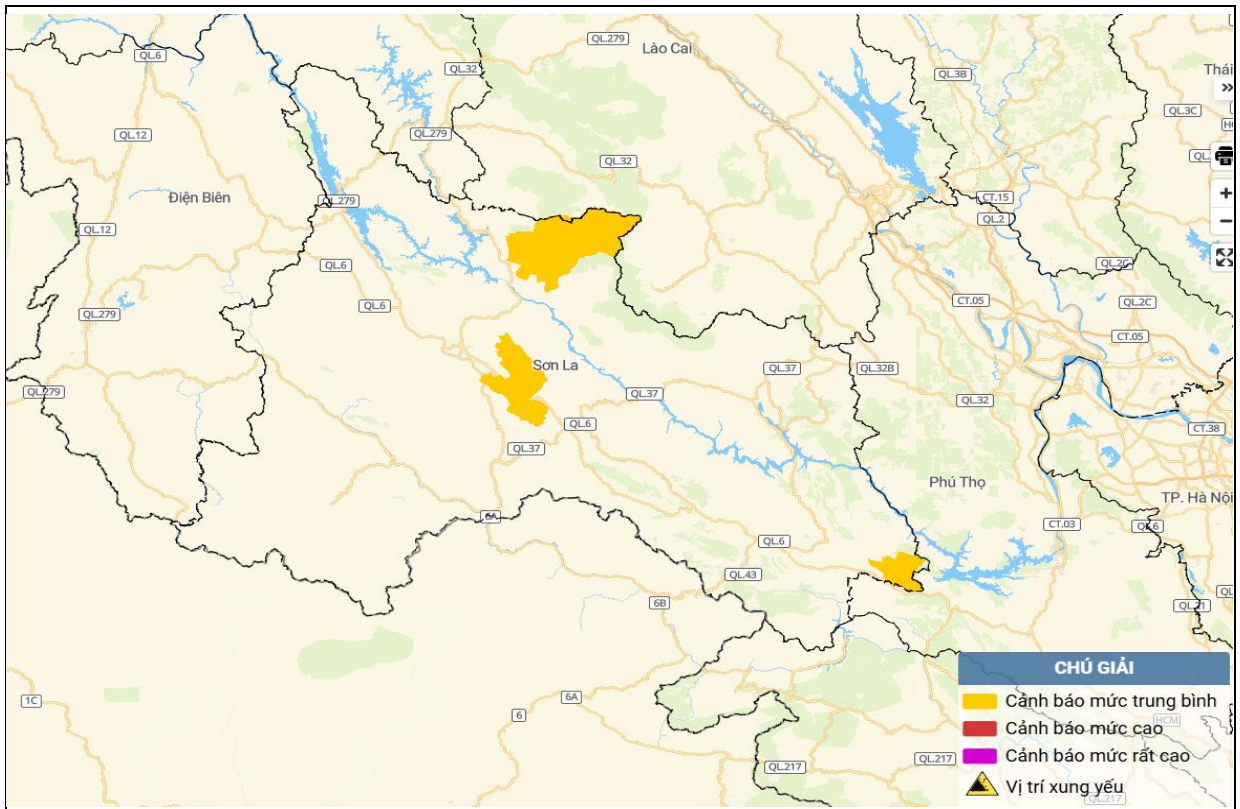 QL.279
Lào Cai
QL.6
QL.32
QL.3B
Thái
»
QL.3C
QL.12
QL.279
QL.32
Điện Biên
QL.279
CT.15
QL.2
+
−
QL.12
QL.6
QL.2C
QL.6
CT.05
QL.2C
QL.279
CT.05
Sơn La
QL.37
QL.32B
QL.279
QL.37
QL.32
QL.6
CT.38
QL.37
Phú Thọ
TP. Hà Nội
6A
CT.03
QL.6
QL.6
QL.43
6B
QL.21
CHÚ GIẢI
1C
6A
Cảnh báo mức trung bình
6
HCM
Cảnh báo mức cao
Cảnh báo mức rất cao
QL.217
QL.217
Vị trí xung yếu
QL.217